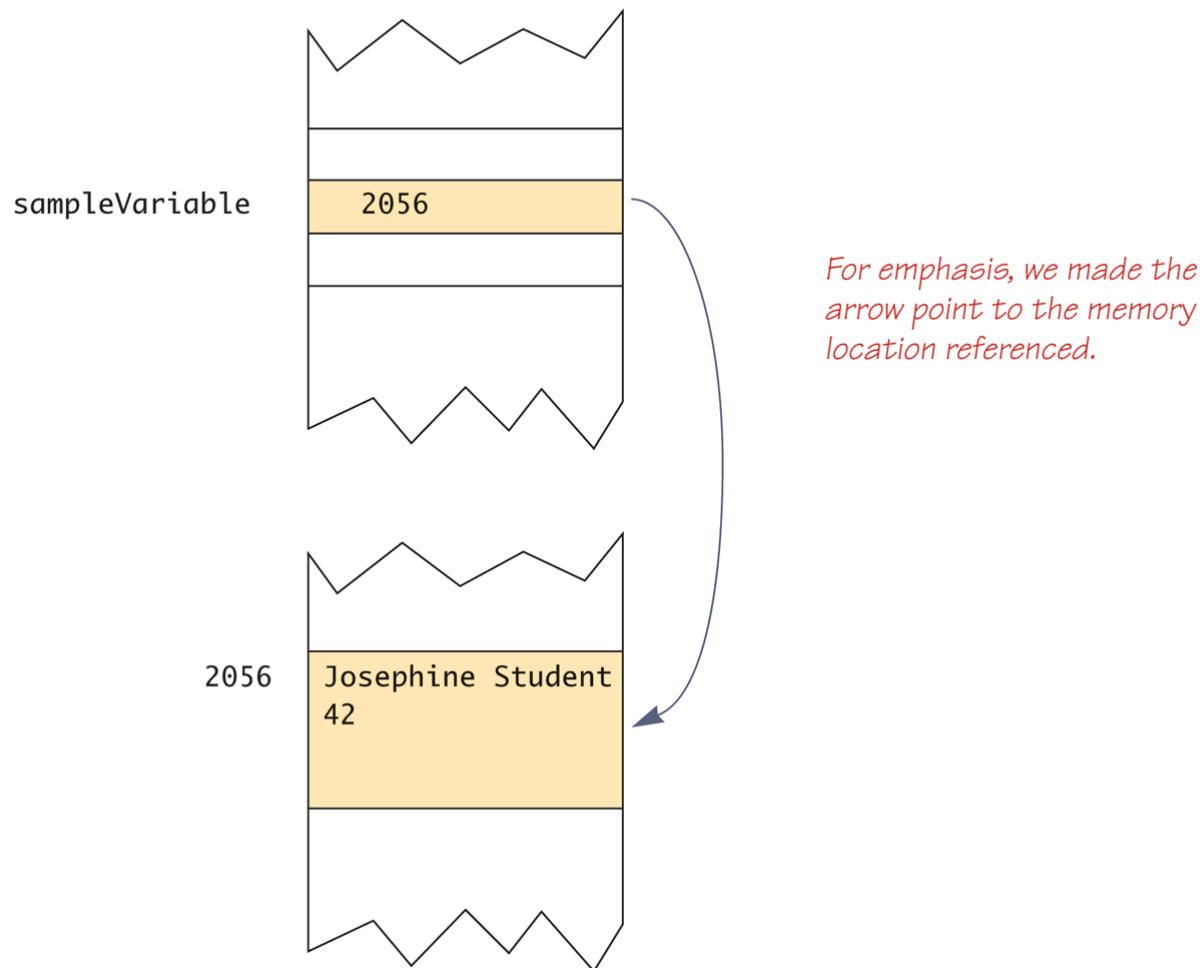 sampleVariable 2056
For emphasis, we made the
arrow point to the memory
location referenced.
2056 Josephine Student
42